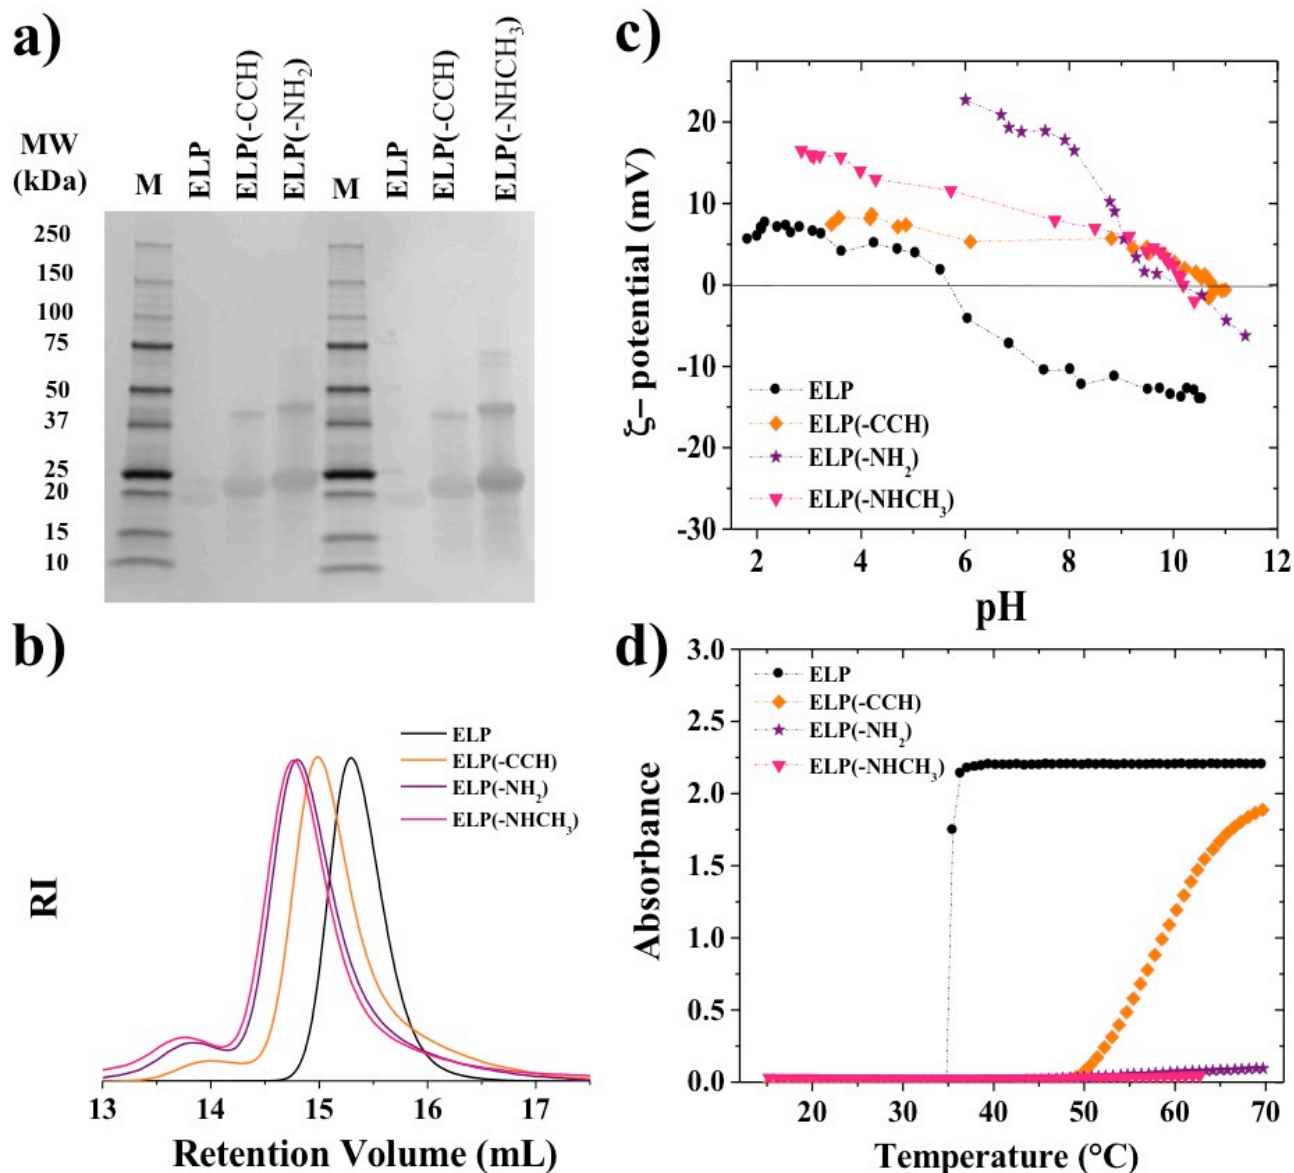 a)
MW
(kDa)
M
ELP
ELP(-CCH)
ELP(-NH₂)
M
ELP
ELP(-CCH)
ELP(-NHCH₃)
250
150
100
75
50
37
25
20
15
10
b)
ELP
ELP(-CCH)
ELP(-NH₂)
ELP(-NHCH₃)
RI
13 14 15 16 17
Retention Volume (mL)
c)
ζ– potential (mV)
20
10
0
-10
-20
-30
ELP
ELP(-CCH)
ELP(-NH₂)
ELP(-NHCH₃)
2 4 6 8 10 12
pH
d)
Absorbance
3.0
2.5
2.0
1.5
1.0
0.5
0.0
ELP
ELP(-CCH)
ELP(-NH₂)
ELP(-NHCH₃)
20 30 40 50 60 70
Temperature (°C)